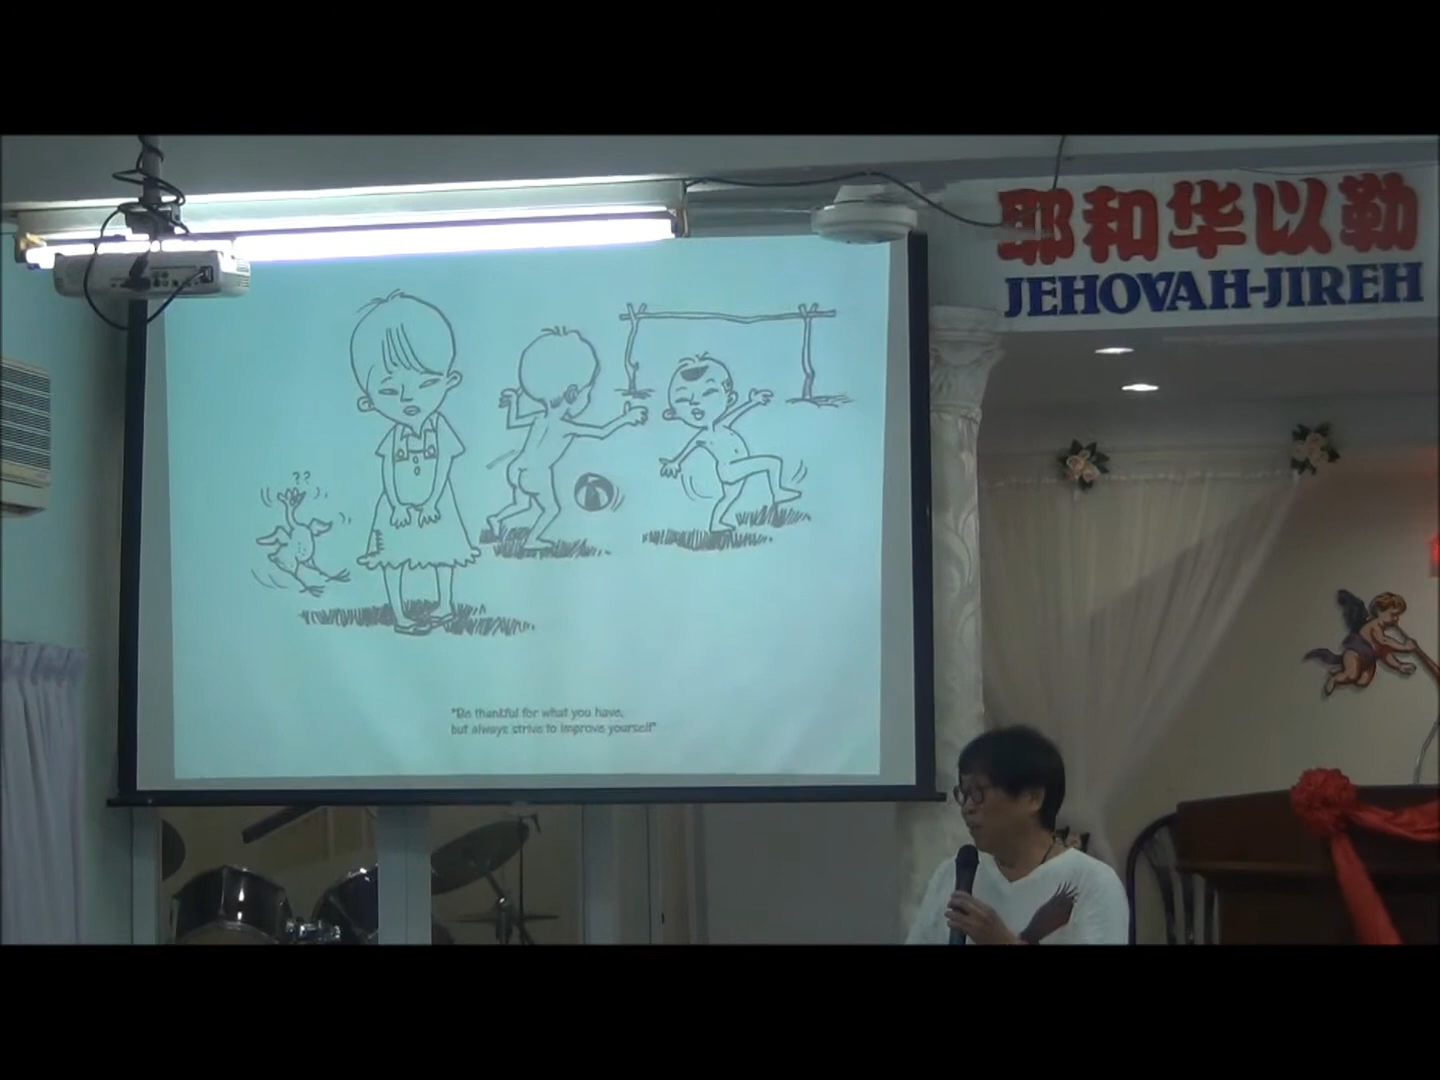 耶和华以勒
JEHOVAH-JIREH
??
"Be thankful for what you have,
but always strive to improve yourself"